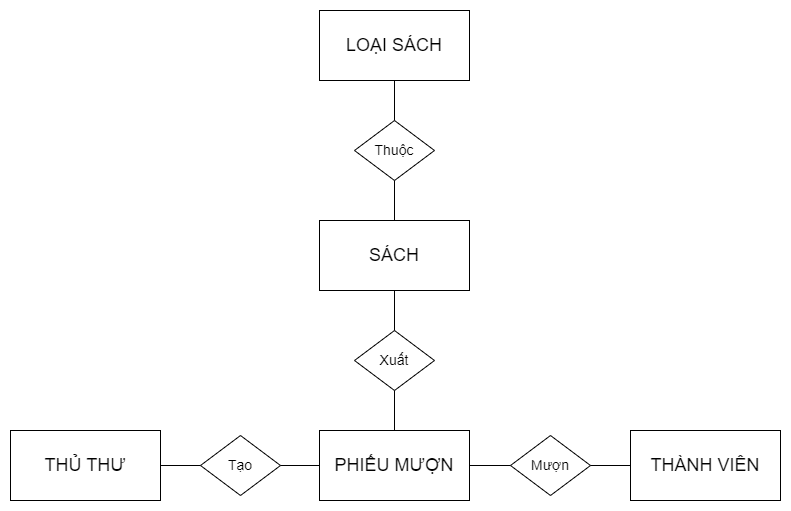 LOẠI SÁCH
Thuộc
SÁCH
Xuất
THỦ THƯ
Tạo
PHIẾU MƯỢN
Mượn
THÀNH VIÊN